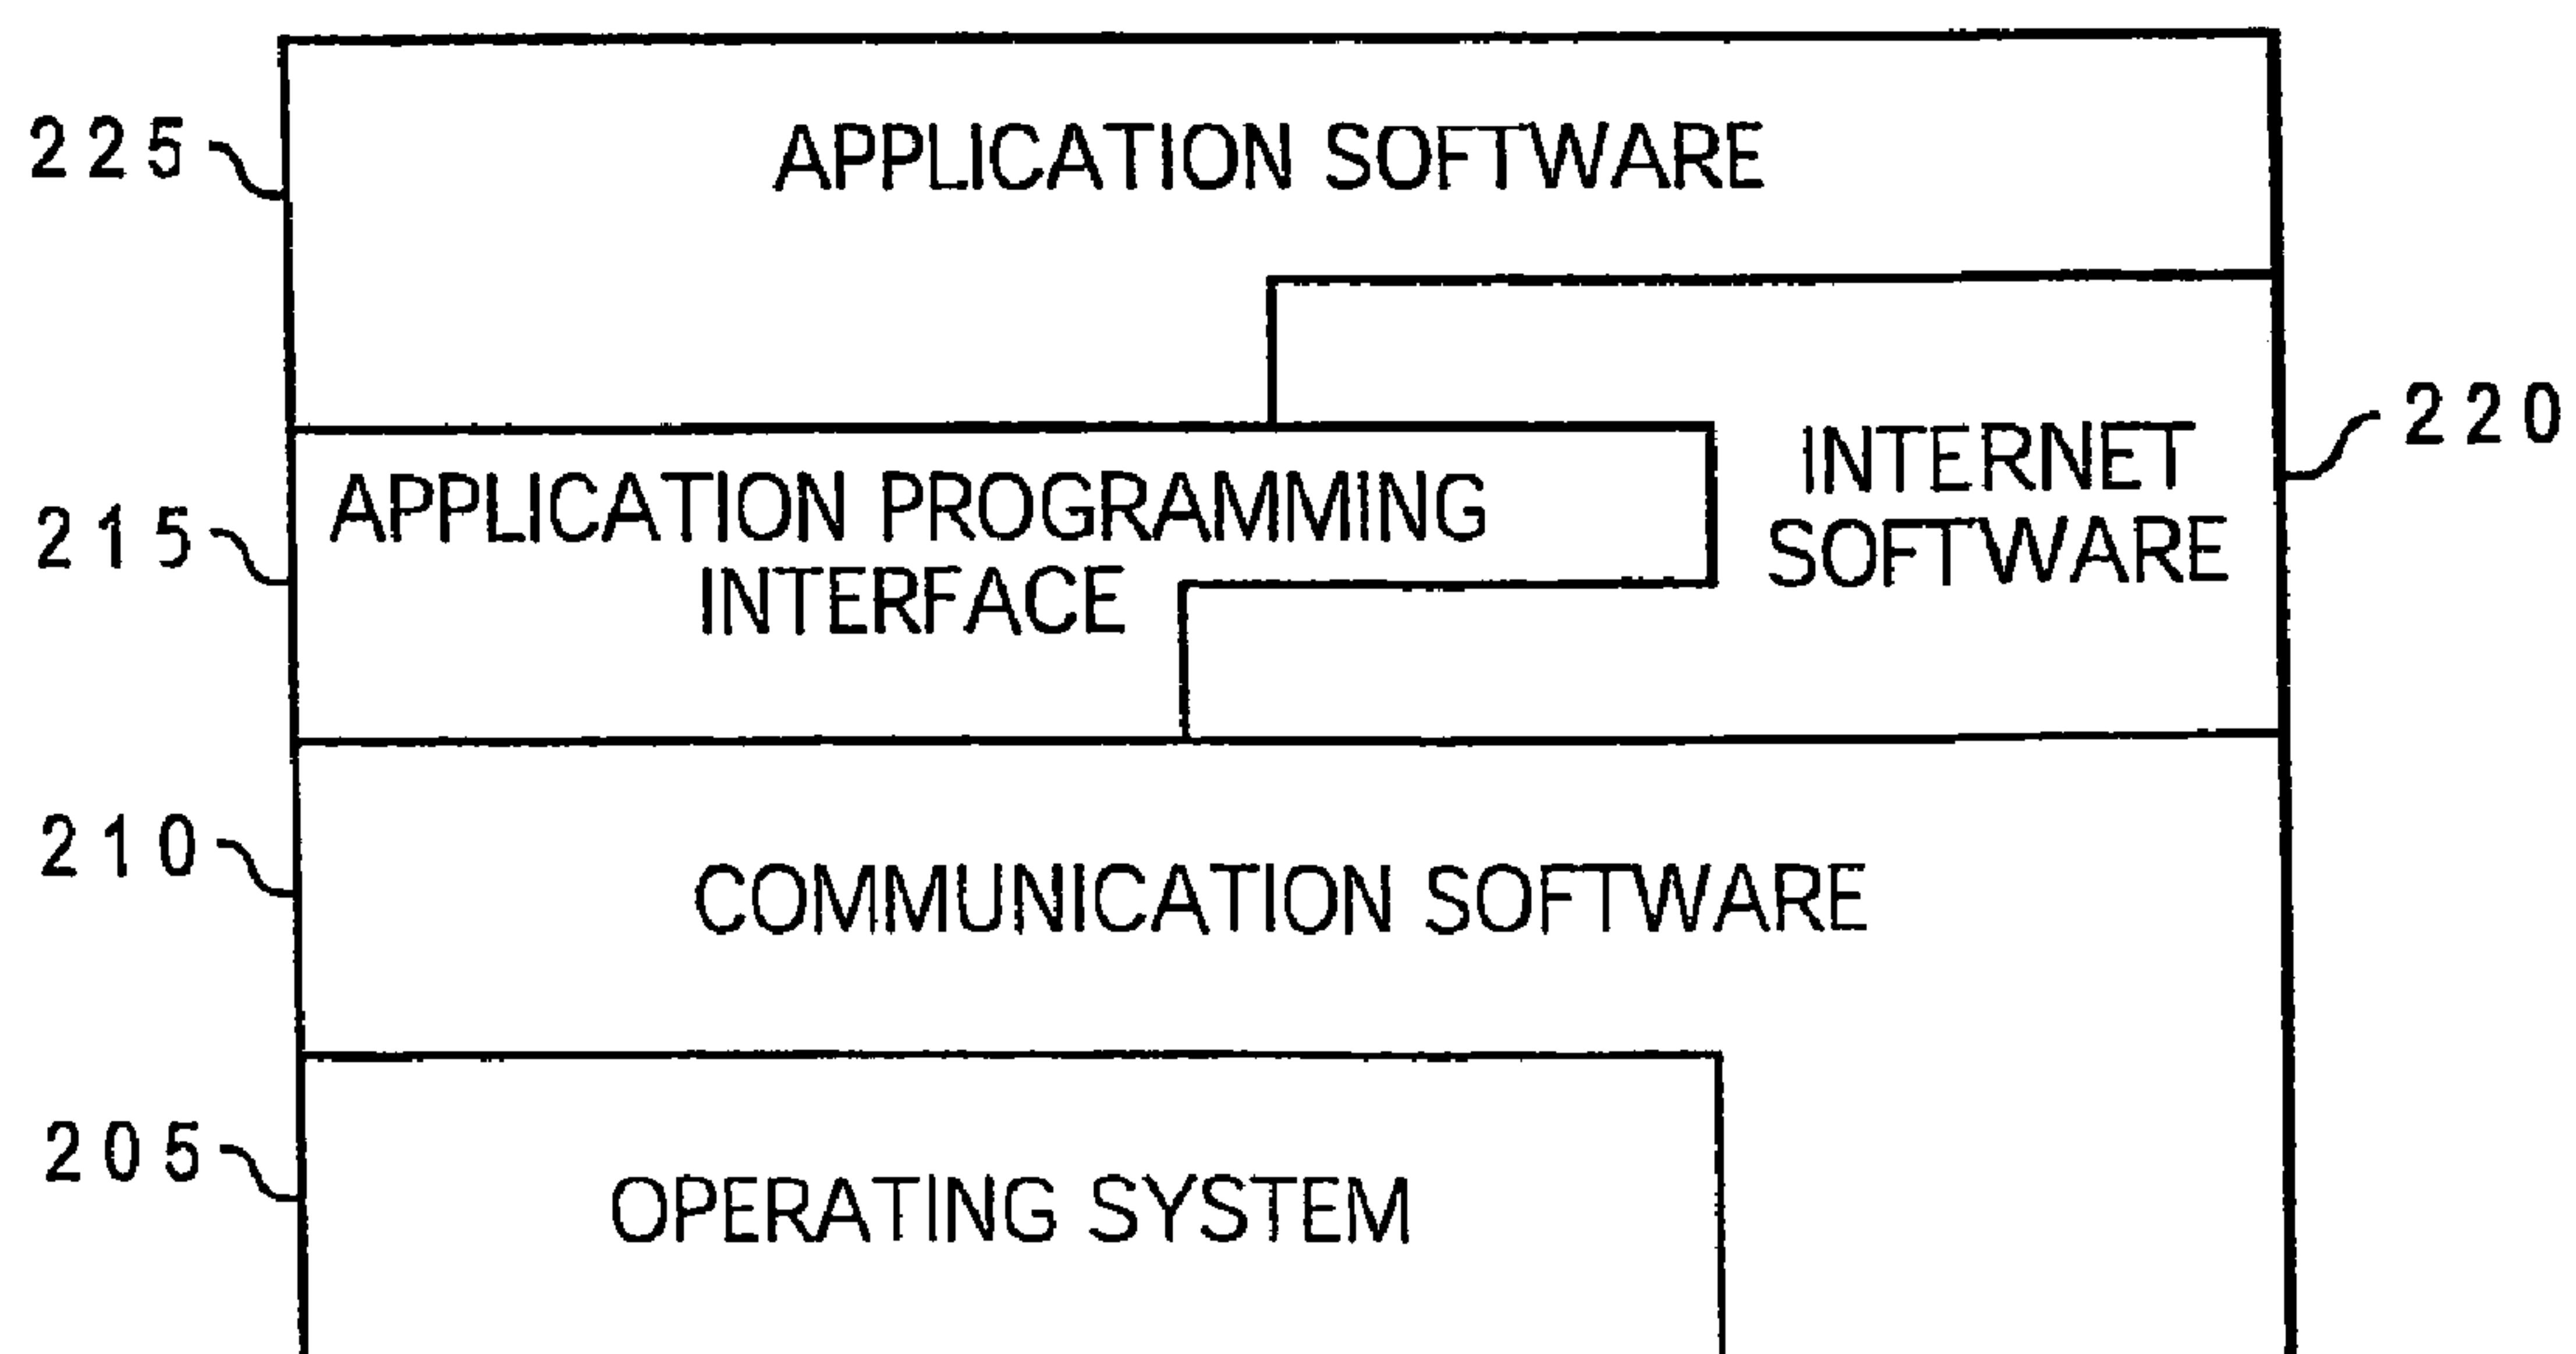 225
APPLICATION SOFTWARE
220
INTERNET
SOFTWARE
215
APPLICATION PROGRAMMING
INTERFACE
210
COMMUNICATION SOFTWARE
205
OPERATING SYSTEM